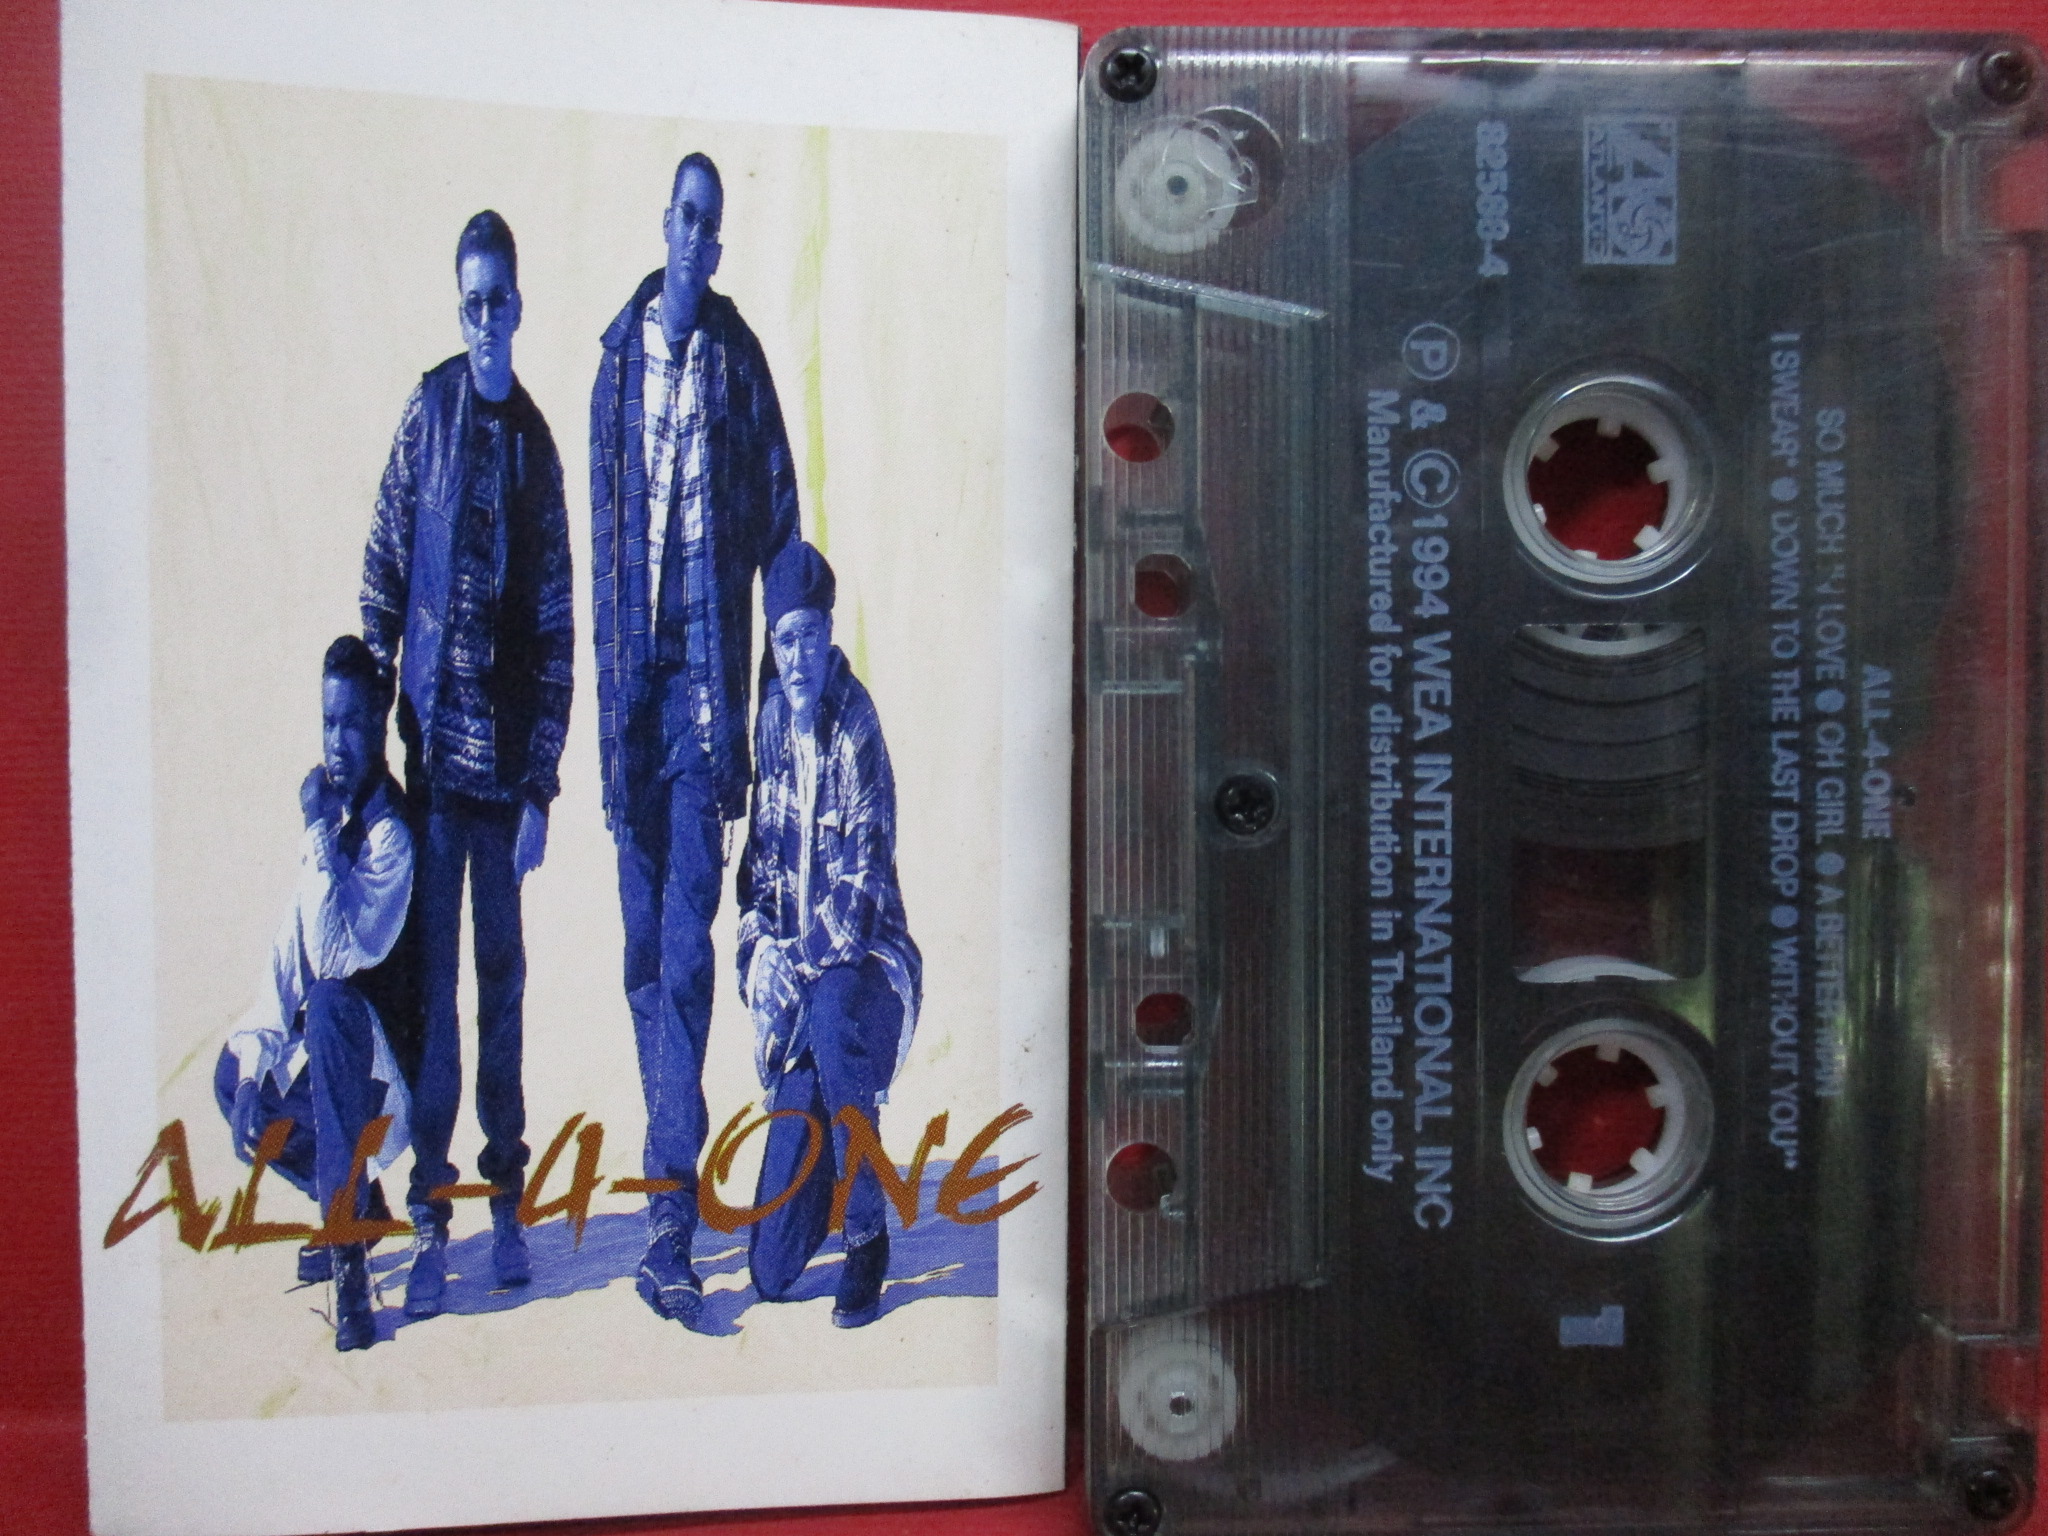 ALL-4-ONE
ALL-4-ONE
SO MUCH IN LOVE ● OH GIRL ● A BETTER MAN
I SWEAR* ● DOWN TO THE LAST DROP ● WITHOUT YOU**
ATLANTIC
82588-4
1
Ⓟ & Ⓒ 1994 WEA INTERNATIONAL INC
Manufactured for distribution in Thailand only